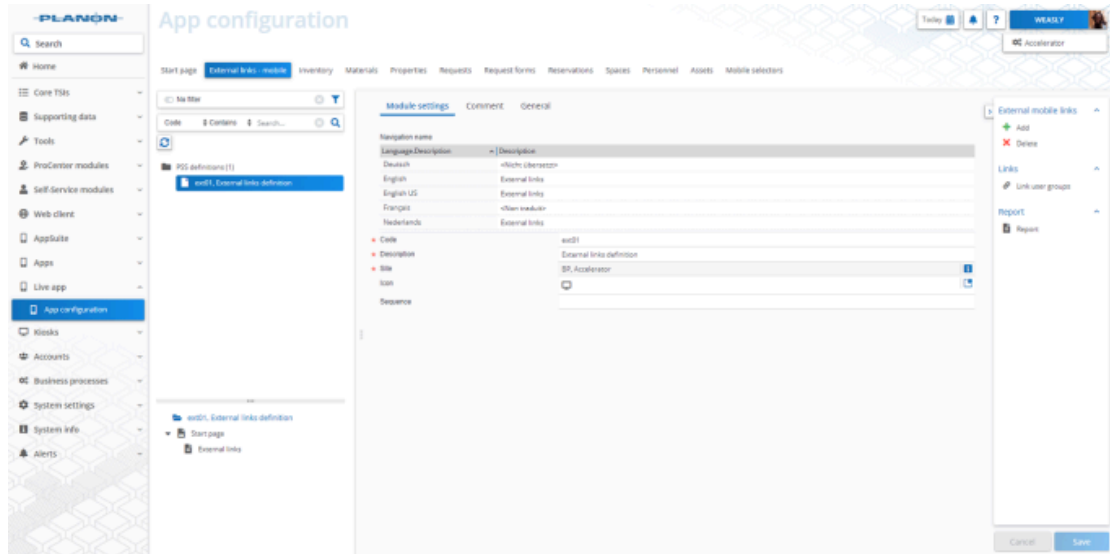 PLANON
App configuration
Today
?
WEASLY
Accelerator
Search
Home
Core TSIs
Supporting data
Tools
ProCenter modules
Self-Service modules
Web client
AppSuite
Apps
Live app
App configuration
Kiosks
Accounts
Business processes
System settings
System info
Alerts
Start page External links - mobile Inventory Materials Properties Requests Request forms Reservations Spaces Personnel Assets Mobile selectors
No filter
Code Contains Search...
PSS definitions (1)
ext01, External links definition
ext01, External links definition
Start page
External links
Module settings Comment General
Navigation name
Language.Description Description
Deutsch <Nicht übersetzt>
English External links
English US External links
Français <Non traduit>
Nederlands External links
* Code ext01
* Description External links definition
* Site BP, Accelerator
Icon
Sequence
External mobile links
Add
Delete
Links
Link user groups
Report
Report
Cancel Save